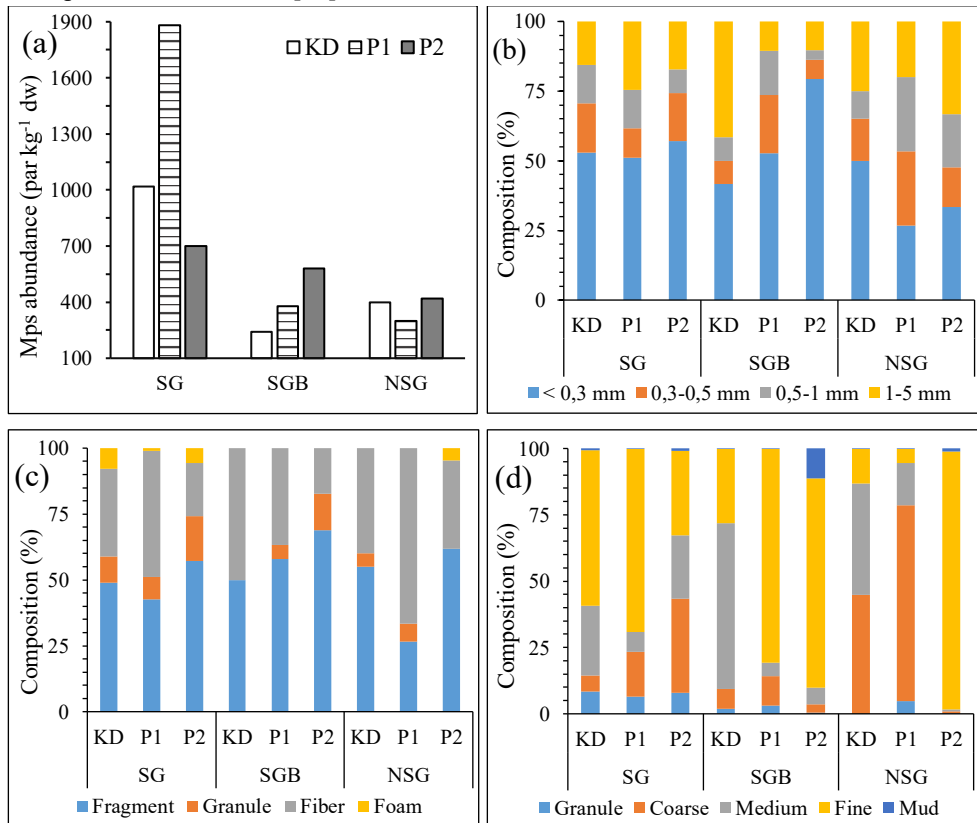 (a)
KD P1 P2
Mps abundance (par kg-1 dw)
1900
1600
1300
1000
700
400
100
SG SGB NSG
(b)
Composition (%)
100
75
50
25
0
KD P1 P2 KD P1 P2 KD P1 P2
SG SGB NSG
< 0,3 mm 0,3-0,5 mm 0,5-1 mm 1-5 mm
(c)
Composition (%)
100
75
50
25
0
KD P1 P2 KD P1 P2 KD P1 P2
SG SGB NSG
Fragment Granule Fiber Foam
(d)
Composition (%)
100
75
50
25
0
KD P1 P2 KD P1 P2 KD P1 P2
SG SGB NSG
Granule Coarse Medium Fine Mud